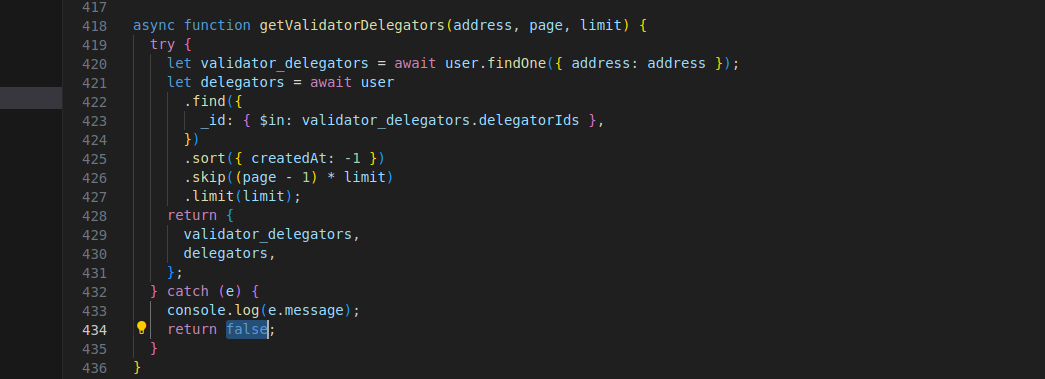 417
418 async function getValidatorDelegators(address, page, limit) {
419 try {
420 let validator_delegators = await user.findOne({ address: address });
421 let delegators = await user
422 .find({
423 _id: { $in: validator_delegators.delegatorIds },
424 })
425 .sort({ createdAt: -1 })
426 .skip((page - 1) * limit)
427 .limit(limit);
428 return {
429 validator_delegators,
430 delegators,
431 };
432 } catch (e) {
433 console.log(e.message);
434 return false;
435 }
436 }